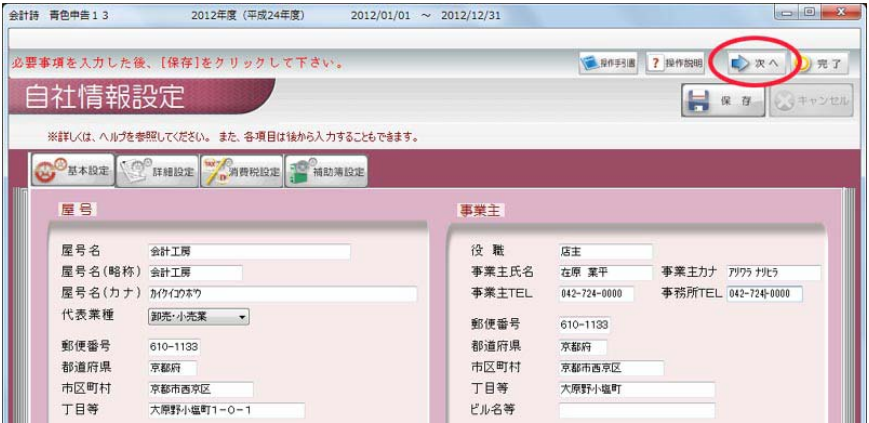 会計詩 青色申告13 2012年度(平成24年度) 2012/01/01 ~ 2012/12/31
必要事項を入力した後、[保存]をクリックして下さい。 操作手引書 操作説明 次へ 完了
自社情報設定 保存 キャンセル
※詳しくは、ヘルプを参照してください。また、各項目は後から入力することもできます。
基本設定 詳細設定 消費税設定 補助簿設定
屋号
屋号名 会計工房
屋号名(略称) 会計工房
屋号名(カナ) カイケイコウボウ
代表業種 卸売・小売業
郵便番号 610-1133
都道府県 京都府
市区町村 京都市西京区
丁目等 大原野小塩町1-0-1
事業主
役職 店主
事業主氏名 在原 業平 事業主カナ アリワラ ナリヒラ
事業主TEL 042-724-0000 事務所TEL 042-724-0000
郵便番号 610-1133
都道府県 京都府
市区町村 京都市西京区
丁目等 大原野小塩町
ビル名等